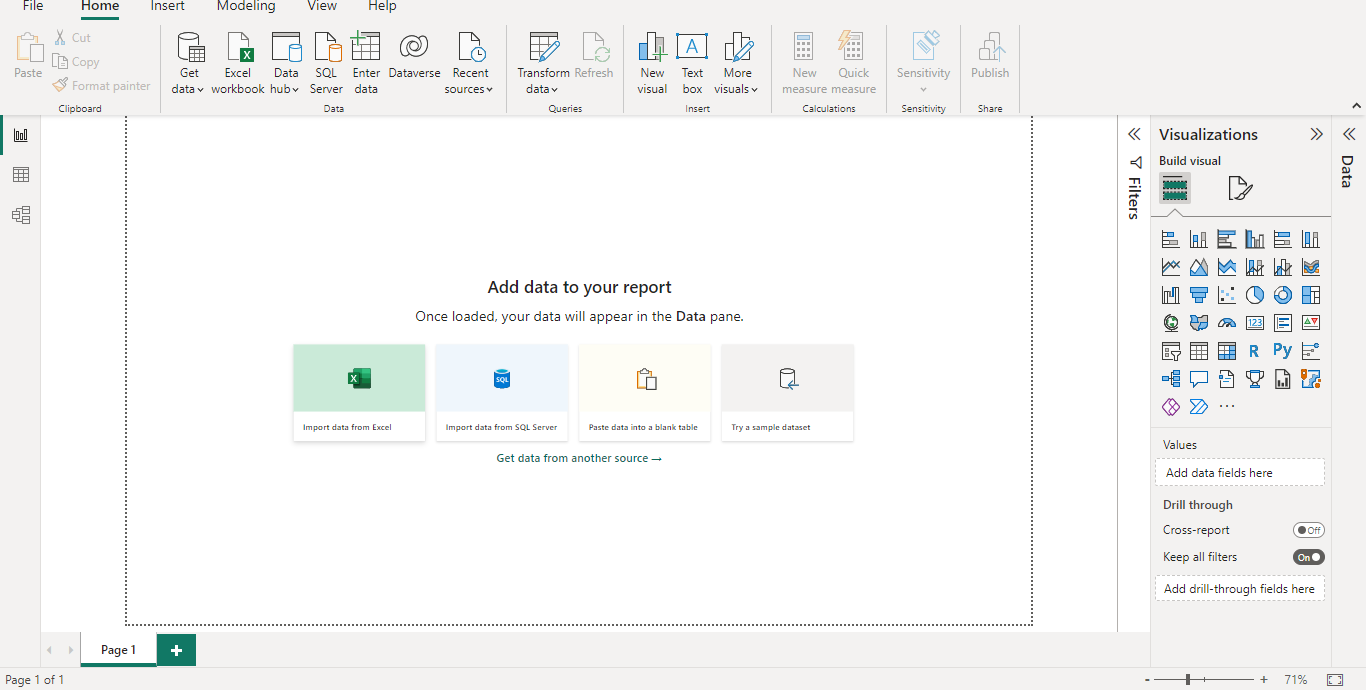 File Home Insert Modeling View Help
Paste
Cut
Copy
Format painter
Clipboard
Get data
Excel workbook
Data hub
SQL Server
Enter data
Dataverse
Recent sources
Data
Transform data
Refresh
Queries
New visual
Text box
More visuals
Insert
New measure
Quick measure
Calculations
Sensitivity
Sensitivity
Publish
Share
Add data to your report
Once loaded, your data will appear in the Data pane.
X
SQL
Import data from Excel
Import data from SQL Server
Paste data into a blank table
Try a sample dataset
Get data from another source →
Filters
Visualizations
Build visual
123
R
Py
Values
Add data fields here
Drill through
Cross-report
Off
Keep all filters
On
Add drill-through fields here
Data
Page 1
Page 1 of 1
- + 71%